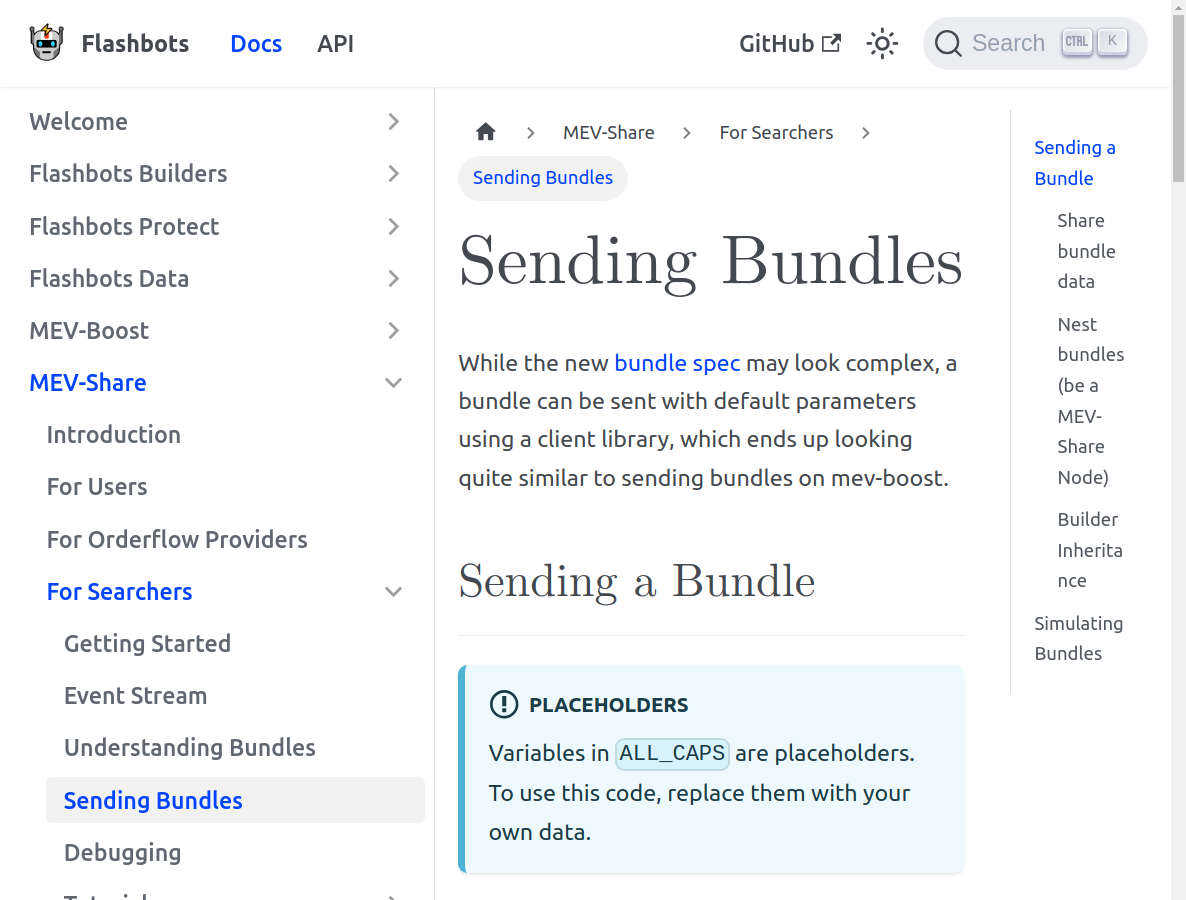 Flashbots
Docs
API
GitHub
Search
CTRL
K
Welcome
Flashbots Builders
Flashbots Protect
Flashbots Data
MEV-Boost
MEV-Share
Introduction
For Users
For Orderflow Providers
For Searchers
Getting Started
Event Stream
Understanding Bundles
Sending Bundles
Debugging
MEV-Share
For Searchers
Sending Bundles
Sending Bundles
While the new bundle spec may look complex, a
bundle can be sent with default parameters
using a client library, which ends up looking
quite similar to sending bundles on mev-boost.
Sending a Bundle
PLACEHOLDERS
Variables in ALL_CAPS are placeholders.
To use this code, replace them with your
own data.
Sending a
Bundle
Share
bundle
data
Nest
bundles
(be a
MEV-
Share
Node)
Builder
Inherita
nce
Simulating
Bundles